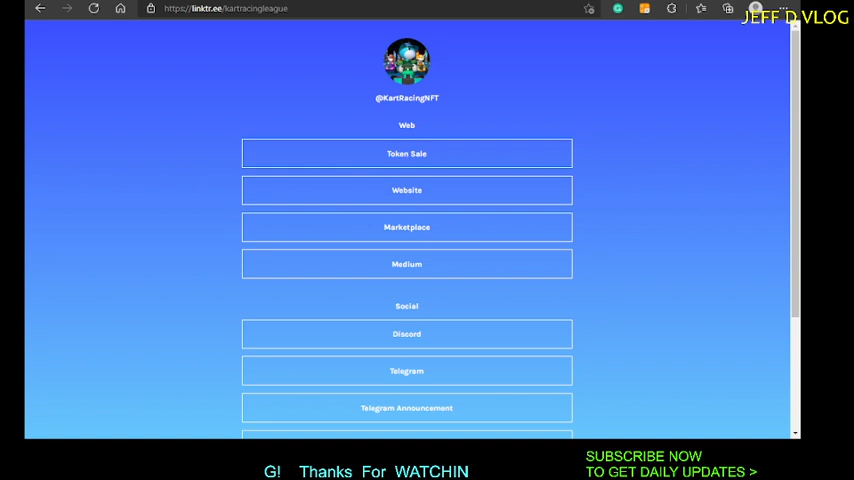 https://linktr.ee/kartracingleague
JEFF D VLOG
@KartRacingNFT
Web
Token Sale
Website
Marketplace
Medium
Social
Discord
Telegram
Telegram Announcement
G! Thanks For WATCHIN
SUBSCRIBE NOW
TO GET DAILY UPDATES >